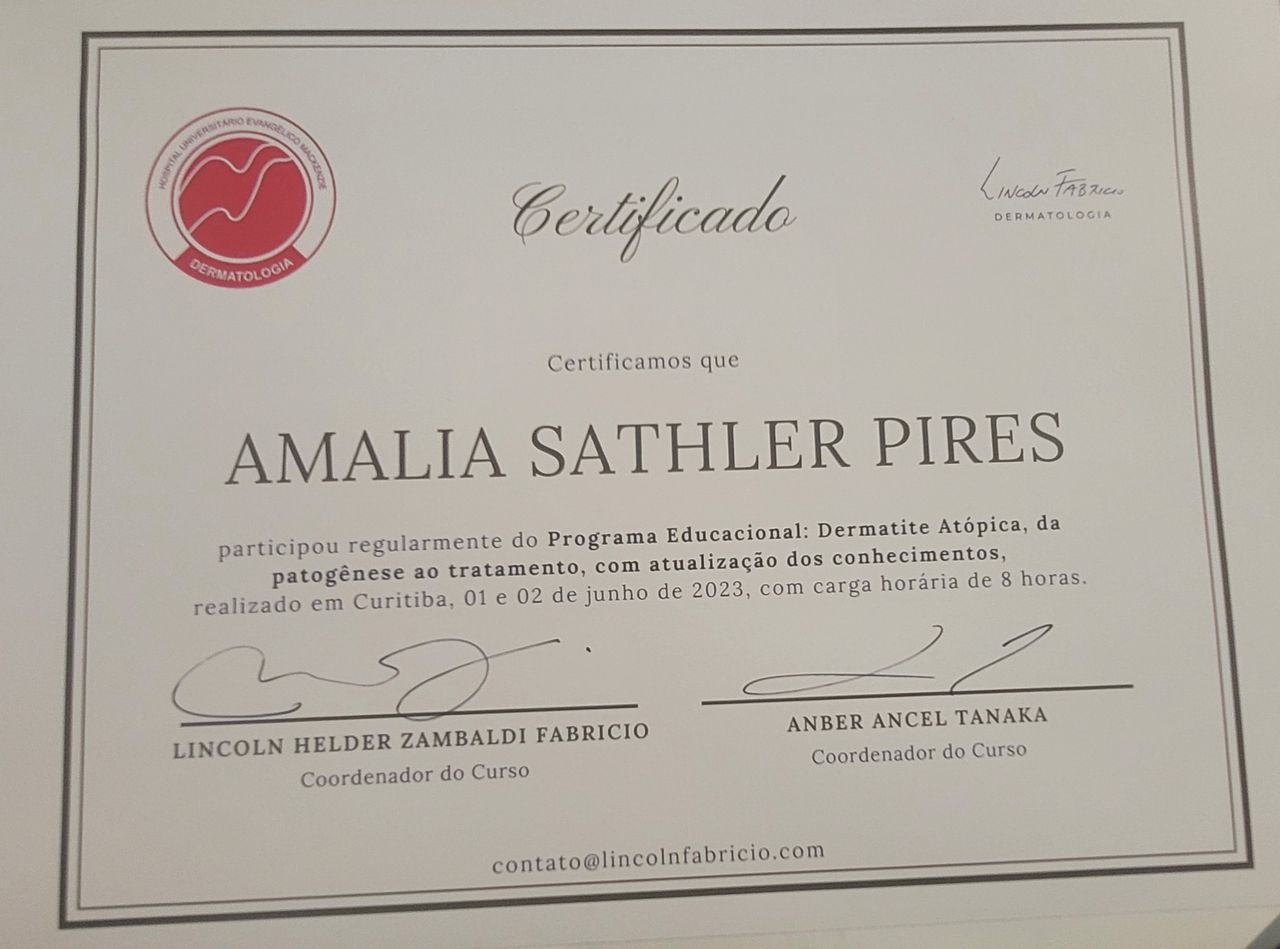 HOSPITAL UNIVERSITÁRIO EVANGÉLICO MACKENZIE
DERMATOLOGIA
Certificado
LINCOLN FABRICIO
DERMATOLOGIA
Certificamos que
AMALIA SATHLER PIRES
participou regularmente do Programa Educacional: Dermatite Atópica, da
patogênese ao tratamento, com atualização dos conhecimentos,
realizado em Curitiba, 01 e 02 de junho de 2023, com carga horária de 8 horas.
LINCOLN HELDER ZAMBALDI FABRICIO
Coordenador do Curso
ANBER ANCEL TANAKA
Coordenador do Curso
contato@lincolnfabricio.com